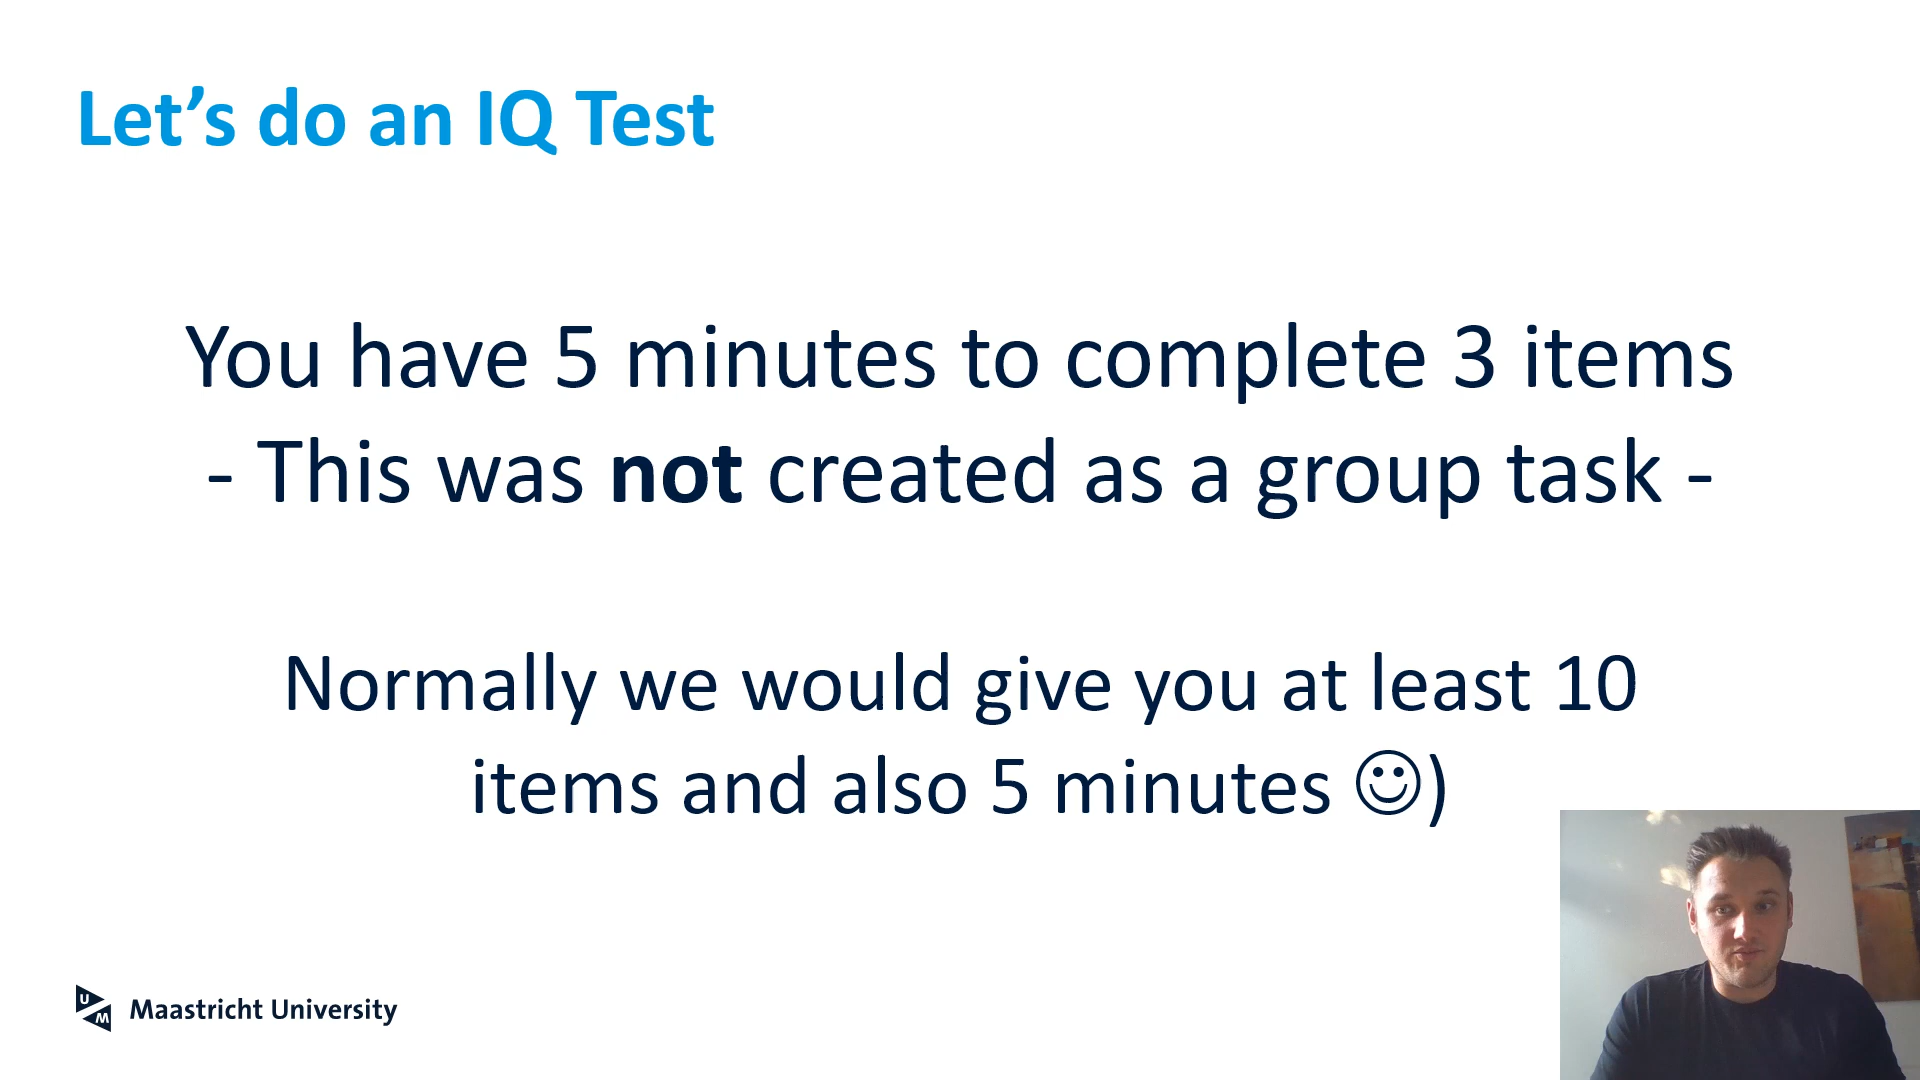 Let’s do an IQ Test
You have 5 minutes to complete 3 items
- This was not created as a group task -
Normally we would give you at least 10
items and also 5 minutes ☺)
UM Maastricht University